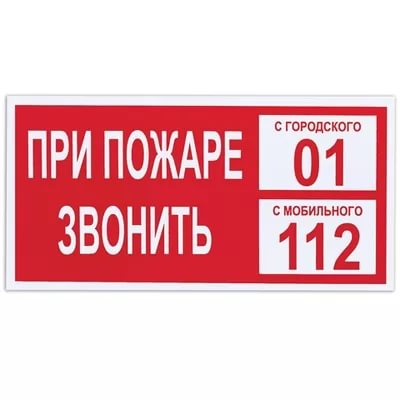 ПРИ ПОЖАРЕ
ЗВОНИТЬ
С ГОРОДСКОГО
01
С МОБИЛЬНОГО
112